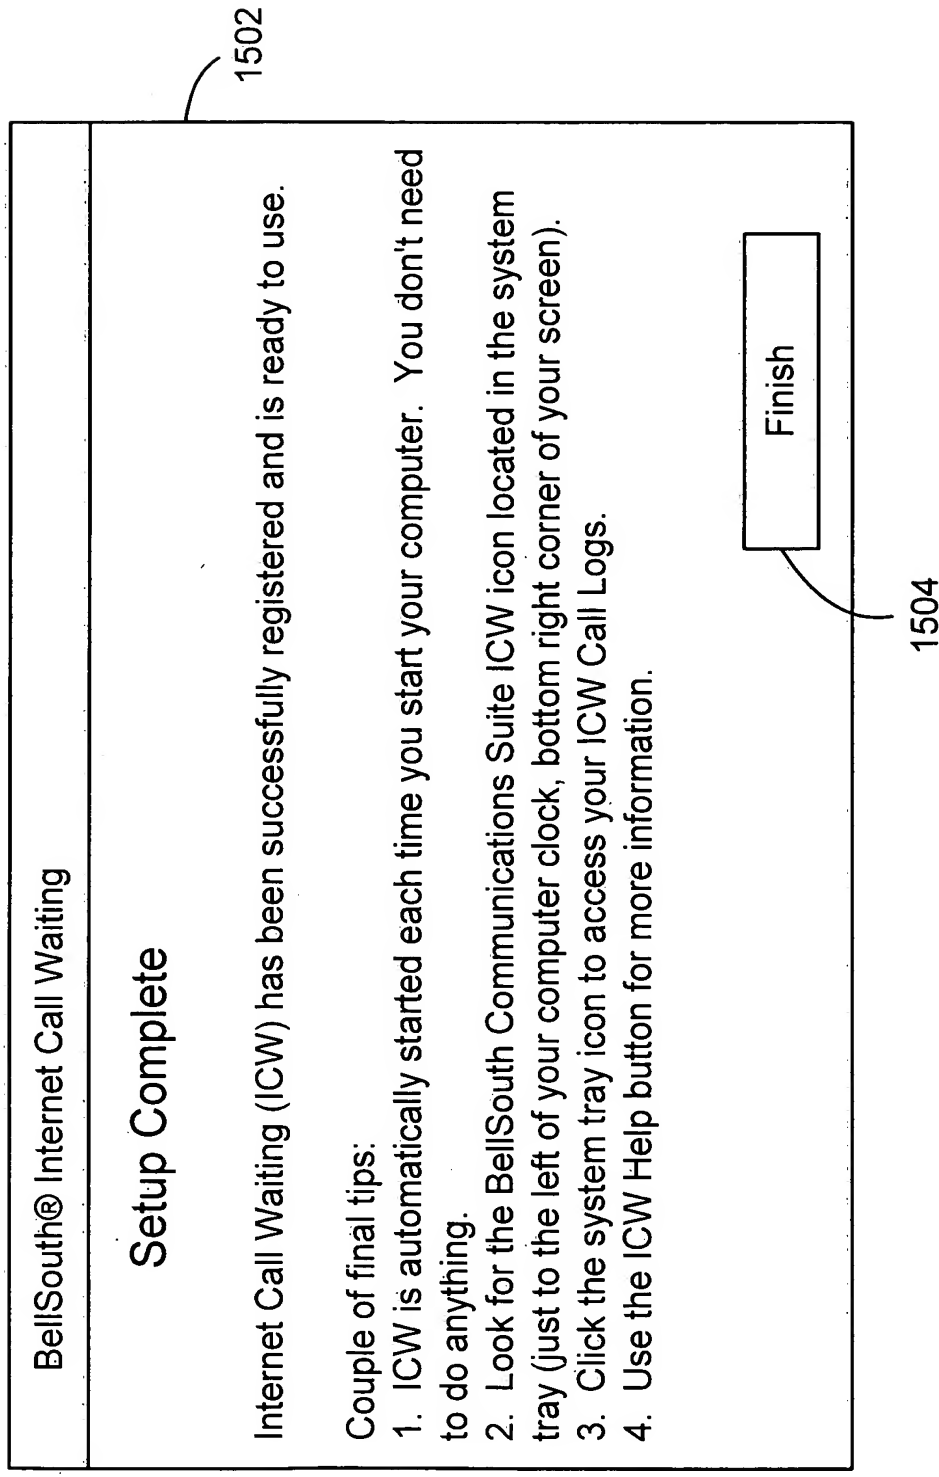 BellSouth® Internet Call Waiting
1502
Setup Complete
Internet Call Waiting (ICW) has been successfully registered and is ready to use.
Couple of final tips:
1. ICW is automatically started each time you start your computer. You don't need
to do anything.
2. Look for the BellSouth Communications Suite ICW icon located in the system
tray (just to the left of your computer clock, bottom right corner of your screen).
3. Click the system tray icon to access your ICW Call Logs.
4. Use the ICW Help button for more information.
Finish
1504